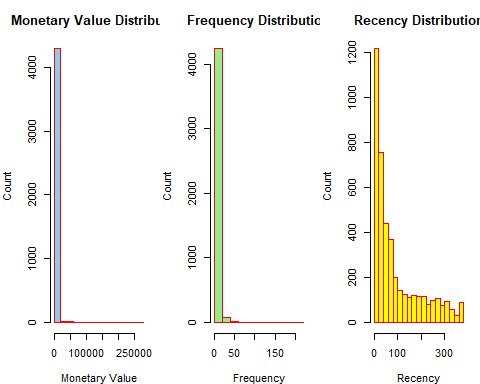 Monetary Value Distribu
Frequency Distributio
Recency Distribution
Count
4000
3000
2000
1000
0
0
100000
250000
Monetary Value
Count
4000
3000
2000
1000
0
0
50
150
Frequency
Count
1200
1000
800
600
400
200
0
0
100
300
Recency